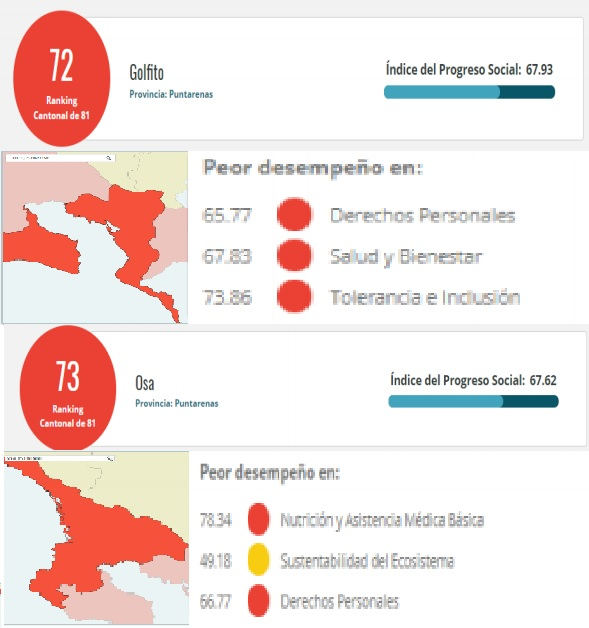 72
Ranking
Cantonal de 81
Golfito
Provincia: Puntarenas
Índice del Progreso Social: 67.93
Peor desempeño en:
65.77 Derechos Personales
67.83 Salud y Bienestar
73.86 Tolerancia e Inclusión
73
Ranking
Cantonal de 81
Osa
Provincia: Puntarenas
Índice del Progreso Social: 67.62
Peor desempeño en:
78.34 Nutrición y Asistencia Médica Básica
49.18 Sustentabilidad del Ecosistema
66.77 Derechos Personales